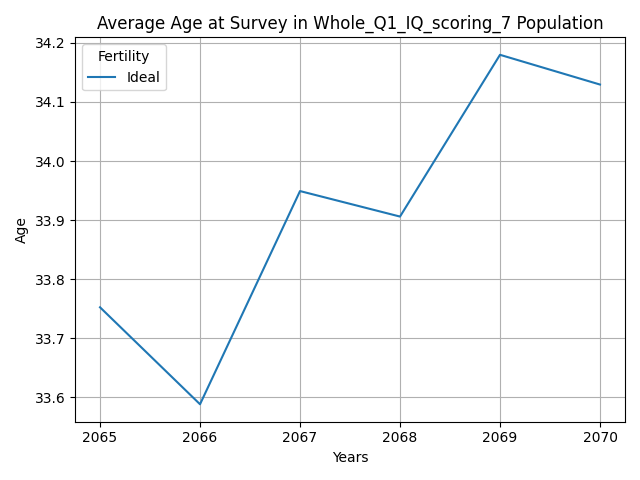 Average Age at Survey in Whole_Q1_IQ_scoring_7 Population
Fertility
Ideal
34.2
34.1
34.0
33.9
33.8
33.7
33.6
Age
2065 2066 2067 2068 2069 2070
Years